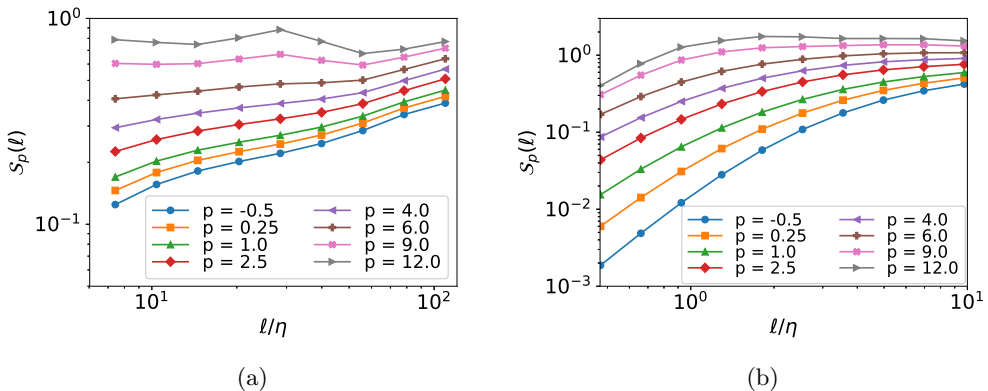 10^0
10^{-1}
S_p(ℓ)
10^1
10^2
ℓ/η
p = -0.5
p = 0.25
p = 1.0
p = 2.5
p = 4.0
p = 6.0
p = 9.0
p = 12.0
(a)
10^0
10^{-1}
10^{-2}
10^{-3}
S_p(ℓ)
10^0
10^1
ℓ/η
p = -0.5
p = 0.25
p = 1.0
p = 2.5
p = 4.0
p = 6.0
p = 9.0
p = 12.0
(b)